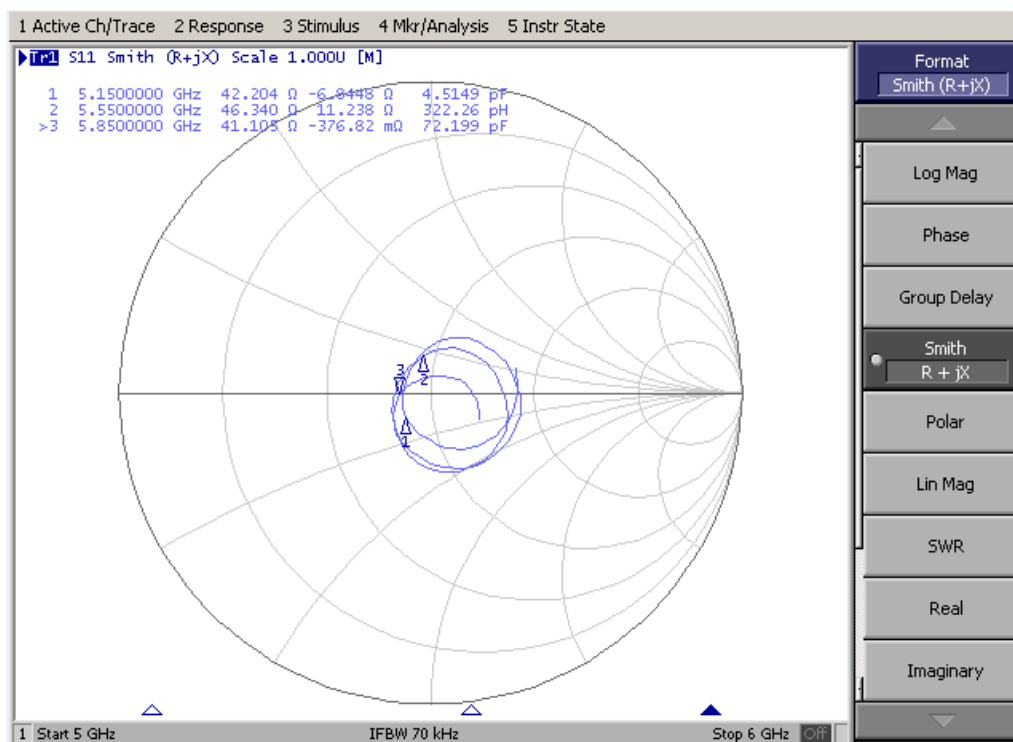 1 Active Ch/Trace 2 Response 3 Stimulus 4 Mkr/Analysis 5 Instr State
Tr1 S11 Smith (R+jX) Scale 1.000U [M]
1 5.1500000 GHz 42.204 Ω -6.8448 Ω 4.5149 pF
2 5.5500000 GHz 46.340 Ω 11.238 Ω 322.26 pH
>3 5.8500000 GHz 41.105 Ω -376.82 mΩ 72.199 pF
3
2
1
Format
Smith (R+jX)
Log Mag
Phase
Group Delay
Smith
R + jX
Polar
Lin Mag
SWR
Real
Imaginary
1 Start 5 GHz IFBW 70 kHz Stop 6 GHz Off